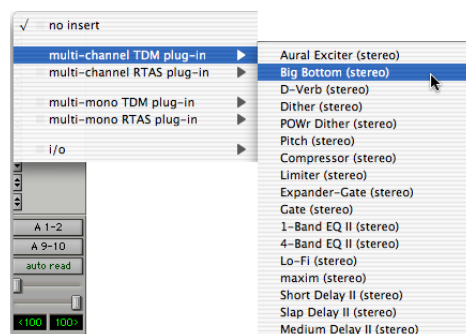 √ no insert
multi-channel TDM plug-in
multi-channel RTAS plug-in
multi-mono TDM plug-in
multi-mono RTAS plug-in
i/o
Aural Exciter (stereo)
Big Bottom (stereo)
D-Verb (stereo)
Dither (stereo)
POWr Dither (stereo)
Pitch (stereo)
Compressor (stereo)
Limiter (stereo)
Expander-Gate (stereo)
Gate (stereo)
1-Band EQ II (stereo)
4-Band EQ II (stereo)
Lo-Fi (stereo)
maxim (stereo)
Short Delay II (stereo)
Slap Delay II (stereo)
Medium Delay II (stereo)
A 1-2
A 9-10
auto read
<100 100>